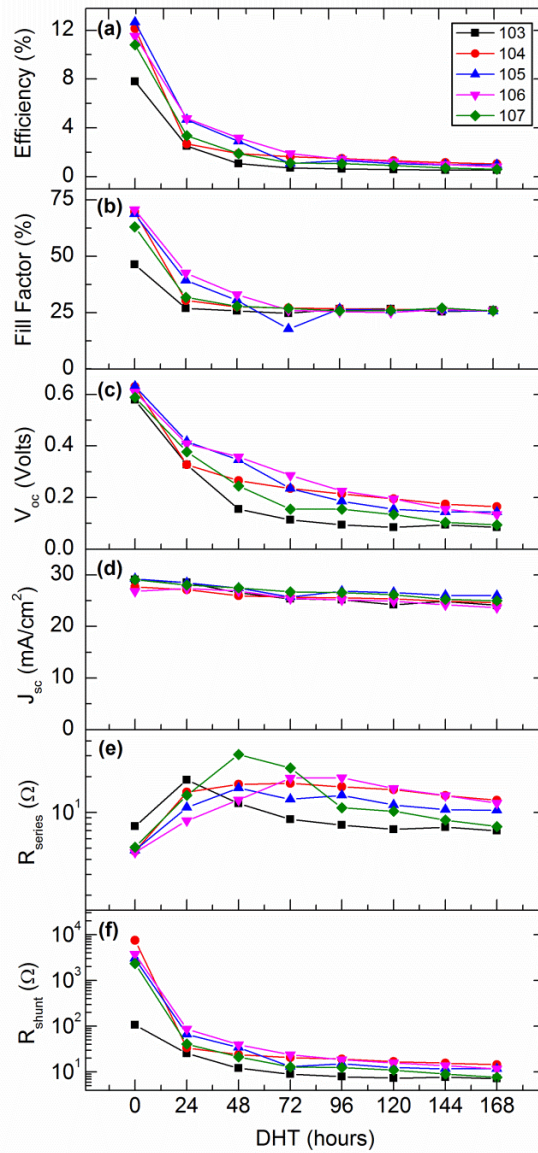 (a)
Efficiency (%)
12
8
4
0
103
104
105
106
107
(b)
Fill Factor (%)
75
50
25
0
(c)
Voc (Volts)
0.6
0.4
0.2
0.0
(d)
Jsc (mA/cm²)
30
20
10
0
(e)
Rseries (Ω)
10¹
(f)
Rshunt (Ω)
10⁴
10³
10²
10¹
0 24 48 72 96 120 144 168
DHT (hours)